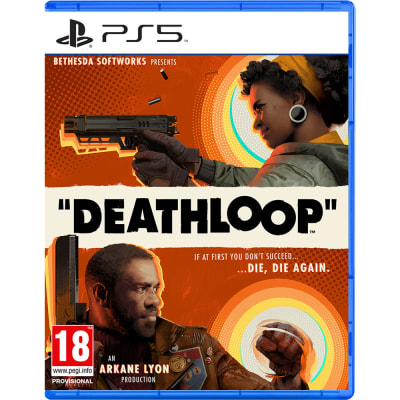 PS5
BETHESDA SOFTWORKS PRESENTS
"DEATHLOOP"™
IF AT FIRST YOU DON'T SUCCEED...
...DIE, DIE AGAIN.
18
www.pegi.info
PROVISIONAL
AN
ARKANE LYON
PRODUCTION